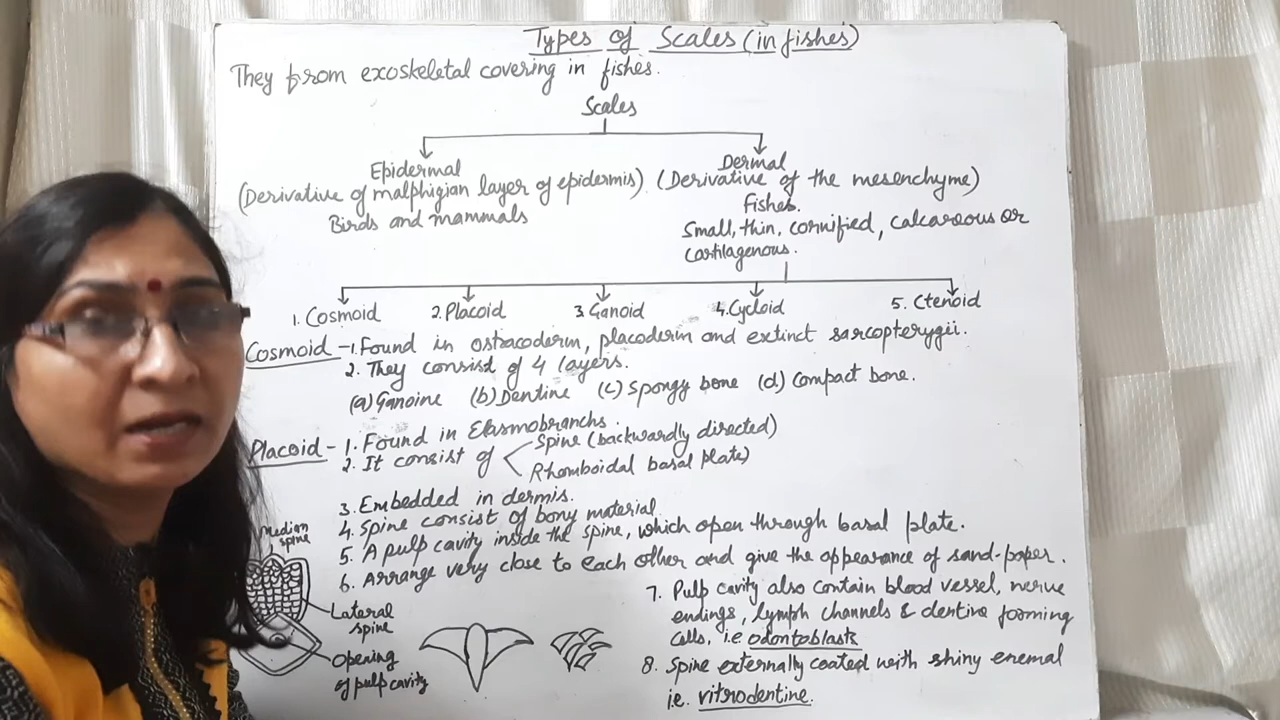 Types of Scales (in fishes)
They from exoskeletal covering in fishes.
Scales
Epidermal
(Derivative of malphigian layer of epidermis)
Birds and mammals
Dermal
(Derivative of the mesenchyme)
Fishes.
Small, thin, cornified, calcareous or
cartilagenous.
1. Cosmoid 2. Placoid 3. Ganoid 4. Cycloid 5. Ctenoid
Cosmoid - 1. Found in ostracoderm, placoderm and extinct sarcopterygii.
2. They consist of 4 layers.
(a) Ganoine (b) Dentine (c) Spongy bone (d) Compact bone.
Placoid - 1. Found in Elasmobranchs.
2. It consist of
Spine (backwardly directed)
Rhomboidal basal plate)
3. Embedded in dermis.
4. Spine consist of bony material.
5. A pulp cavity inside the spine, which open through basal plate.
6. Arrange very close to each other and give the appearance of sand-paper.
7. Pulp cavity also contain blood vessel, nerve
endings, lymph channels & dentine forming
cells, i.e odontoblask
8. Spine externally coated with shiny enemal
i.e. vitrodentine.
Median
spine
Lateral
spine
Opening
of pulp cavity